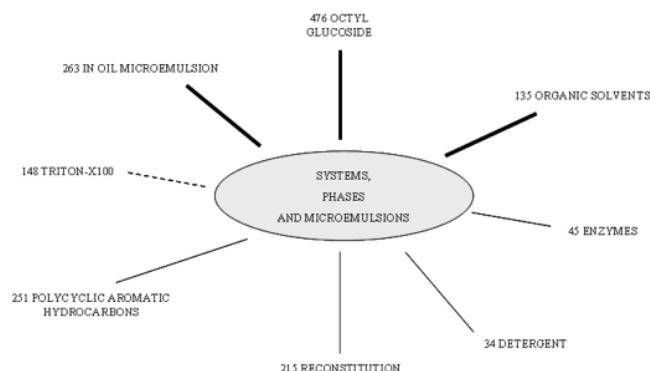 476 OCTYL
GLUCOSIDE
263 IN OIL MICROEMULSION
135 ORGANIC SOLVENTS
148 TRITON-X100
SYSTEMS,
PHASES
AND MICROEMULSIONS
45 ENZYMES
251 POLYCYCLIC AROMATIC
HYDROCARBONS
34 DETERGENT
215 RECONSTITUTION